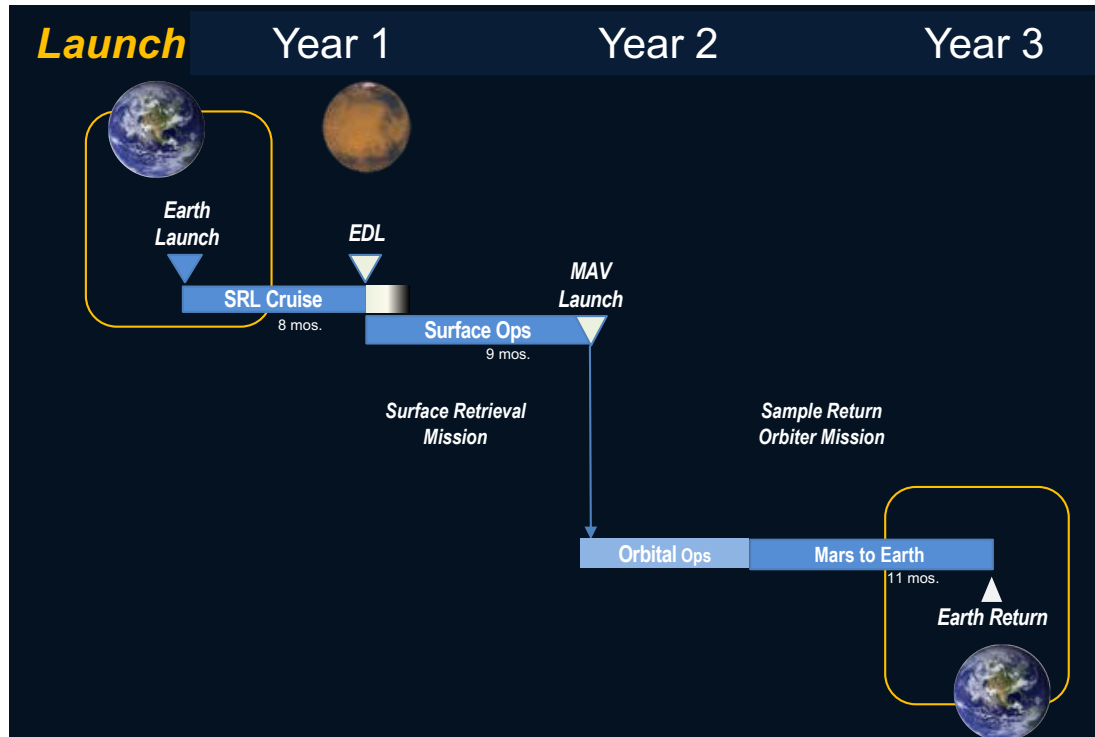 Launch Year 1 Year 2 Year 3
Earth
Launch
EDL
MAV
Launch
SRL Cruise
8 mos.
Surface Ops
9 mos.
Surface Retrieval
Mission
Sample Return
Orbiter Mission
Orbital Ops
Mars to Earth
11 mos.
Earth Return